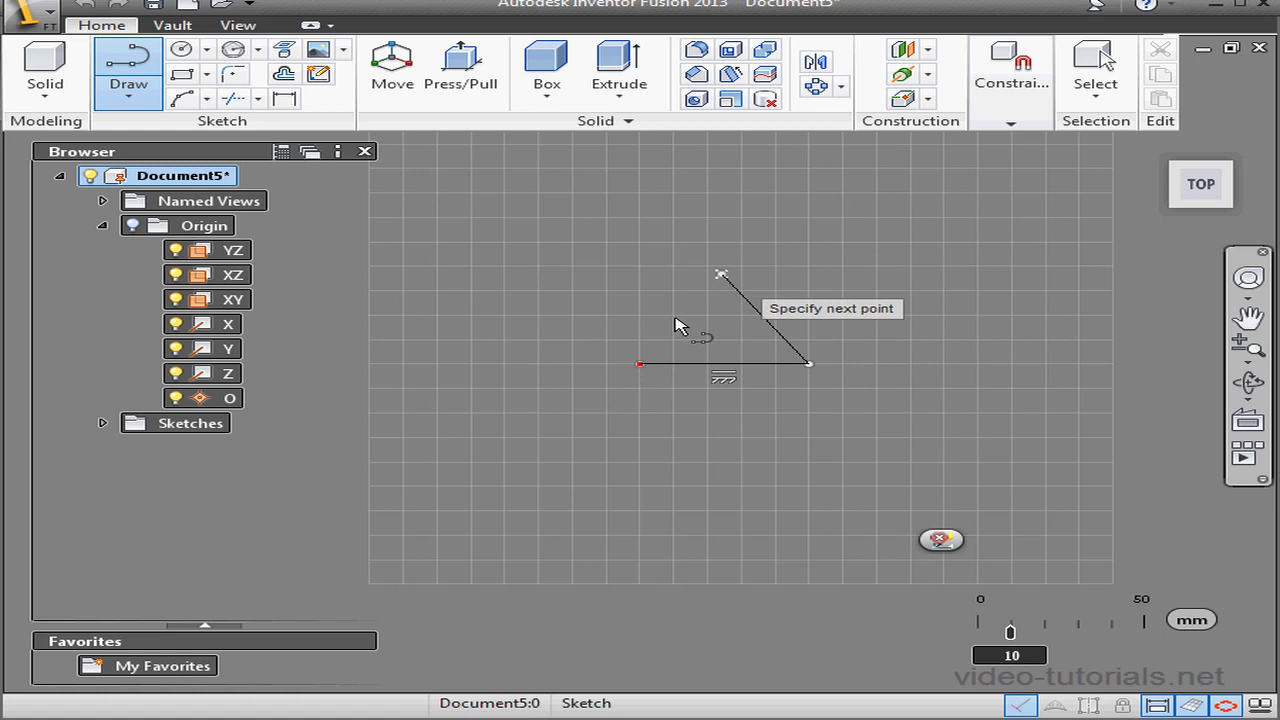 Autodesk Inventor Fusion 2013 Document5*
FT
Home Vault View
Solid
Draw
Move Press/Pull
Box Extrude
Constrai...
Select
Modeling Sketch Solid Construction Selection Edit
Browser
Document5*
Named Views
Origin
YZ
XZ
XY
X
Y
Z
O
Sketches
TOP
Specify next point
0 50
mm
10
Favorites
My Favorites
video-tutorials.net
Document5:0 Sketch